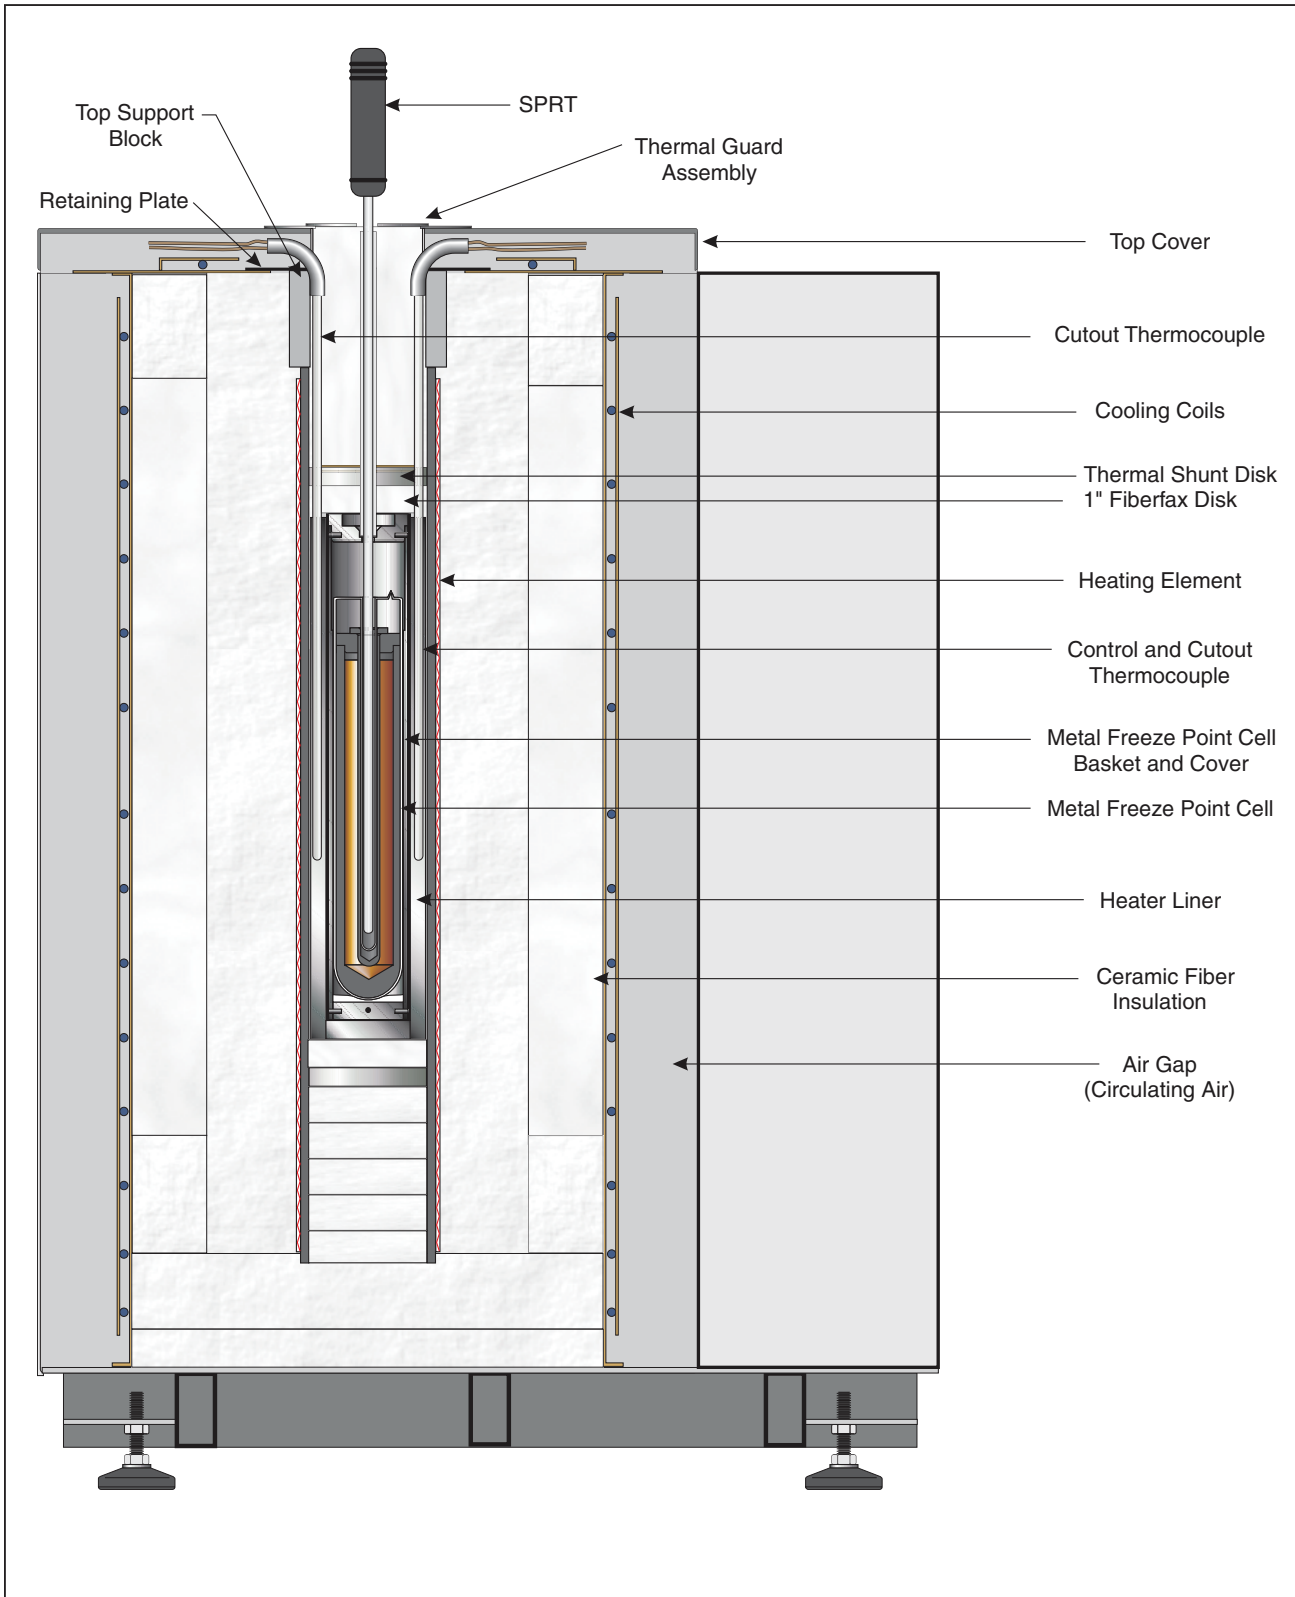 SPRT
Top Support
Block
Thermal Guard
Assembly
Retaining Plate
Top Cover
Cutout Thermocouple
Cooling Coils
Thermal Shunt Disk
1" Fiberfax Disk
Heating Element
Control and Cutout
Thermocouple
Metal Freeze Point Cell
Basket and Cover
Metal Freeze Point Cell
Heater Liner
Ceramic Fiber
Insulation
Air Gap
(Circulating Air)